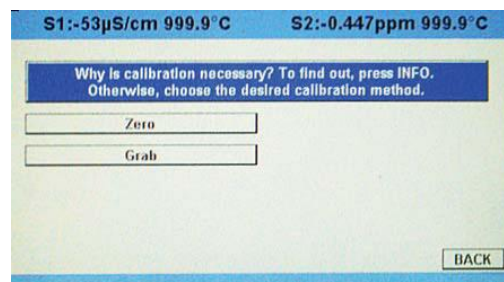 S1:-53µS/cm 999.9°C S2:-0.447ppm 999.9°C
Why is calibration necessary? To find out, press INFO.
Otherwise, choose the desired calibration method.
Zero
Grab
BACK